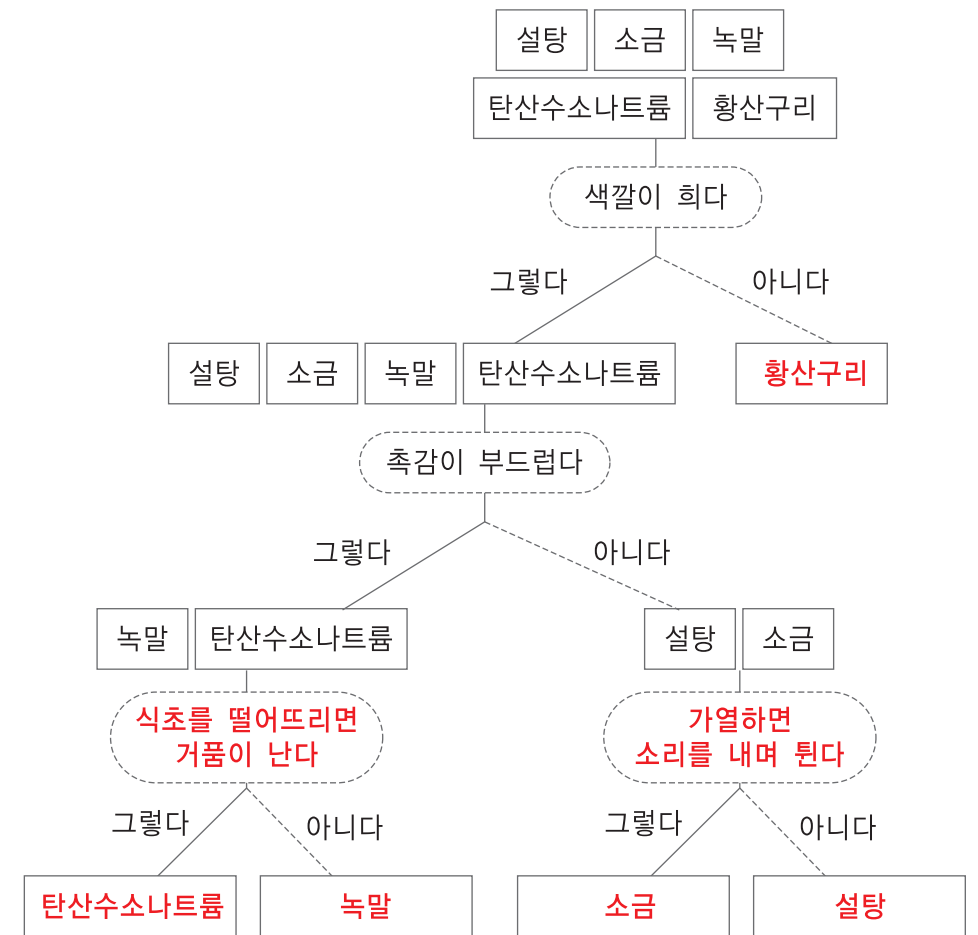 설탕 소금 녹말
탄산수소나트륨 황산구리
색깔이 희다
그렇다 아니다
설탕 소금 녹말 탄산수소나트륨 황산구리
촉감이 부드럽다
그렇다 아니다
녹말 탄산수소나트륨 설탕 소금
식초를 떨어뜨리면
거품이 난다
가열하면
소리를 내며 튄다
그렇다 아니다 그렇다 아니다
탄산수소나트륨 녹말 소금 설탕